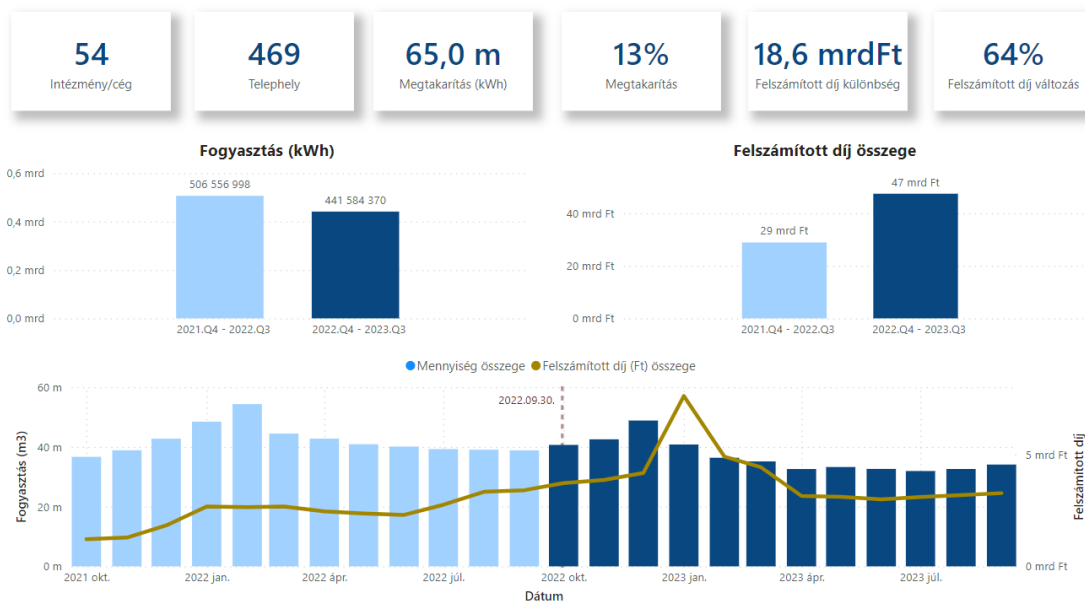 54
Intézmény/cég
469
Telephely
65,0 m
Megtakarítás (kWh)
13%
Megtakarítás
18,6 mrdFt
Felszámított díj különbség
64%
Felszámított díj változás
Fogyasztás (kWh)
0,6 mrd
0,4 mrd
0,2 mrd
0,0 mrd
506 556 998
441 584 370
2021.Q4 - 2022.Q3
2022.Q4 - 2023.Q3
Felszámított díj összege
40 mrd Ft
20 mrd Ft
0 mrd Ft
29 mrd Ft
47 mrd Ft
2021.Q4 - 2022.Q3
2022.Q4 - 2023.Q3
Mennyiség összege
Felszámított díj (Ft) összege
Fogyasztás (m3)
60 m
40 m
20 m
0 m
2022.09.30.
5 mrd Ft
0 mrd Ft
Felszámított díj
2021 okt.
2022 jan.
2022 ápr.
2022 júl.
2022 okt.
2023 jan.
2023 ápr.
2023 júl.
Dátum